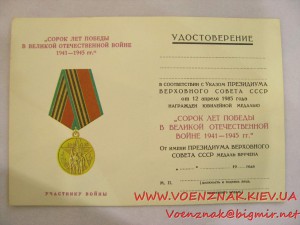 „СОРОК ЛЕТ ПОБЕДЫ
В ВЕЛИКОЙ ОТЕЧЕСТВЕННОЙ ВОЙНЕ
1941—1945 гг."
УЧАСТНИКУ ВОЙНЫ
УДОСТОВЕРЕНИЕ
В СООТВЕТСТВИИ С УКАЗОМ ПРЕЗИДИУМА
ВЕРХОВНОГО СОВЕТА СССР
ОТ 12 апреля 1985 года
НАГРАЖДЕН ЮБИЛЕЙНОЙ МЕДАЛЬЮ
„СОРОК ЛЕТ ПОБЕДЫ
В ВЕЛИКОЙ ОТЕЧЕСТВЕННОЙ
ВОЙНЕ 1941—1945 гг."
От имени ПРЕЗИДИУМА ВЕРХОВНОГО
СОВЕТА СССР МЕДАЛЬ ВРУЧЕНА
М. П.
WWW.VOENZNAK.KIEV.UA
Voenznak@bigmir.net